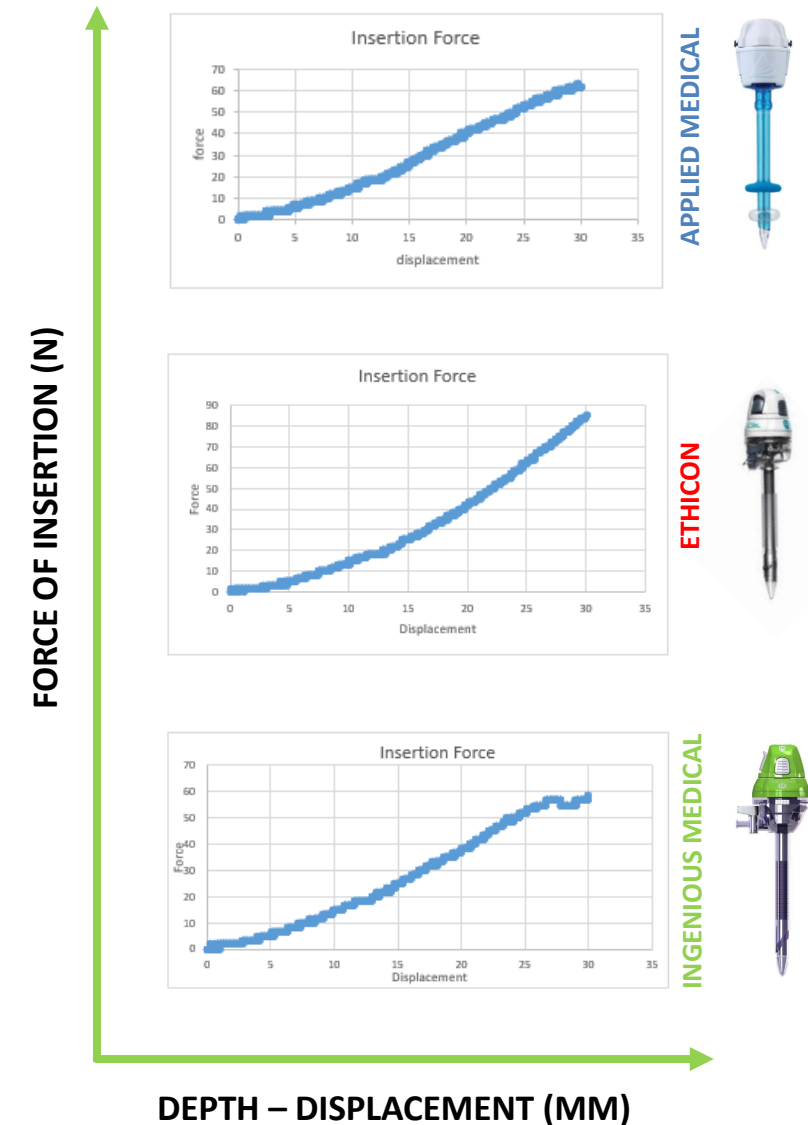 FORCE OF INSERTION (N)
Insertion Force
force
70
60
50
40
30
20
10
0
0 5 10 15 20 25 30 35
displacement
APPLIED MEDICAL
Insertion Force
Force
90
80
70
60
50
40
30
20
10
0
0 5 10 15 20 25 30 35
Displacement
ETHICON
Insertion Force
Force
70
60
50
40
30
20
10
0
0 5 10 15 20 25 30 35
Displacement
INGENIOUS MEDICAL
DEPTH – DISPLACEMENT (MM)